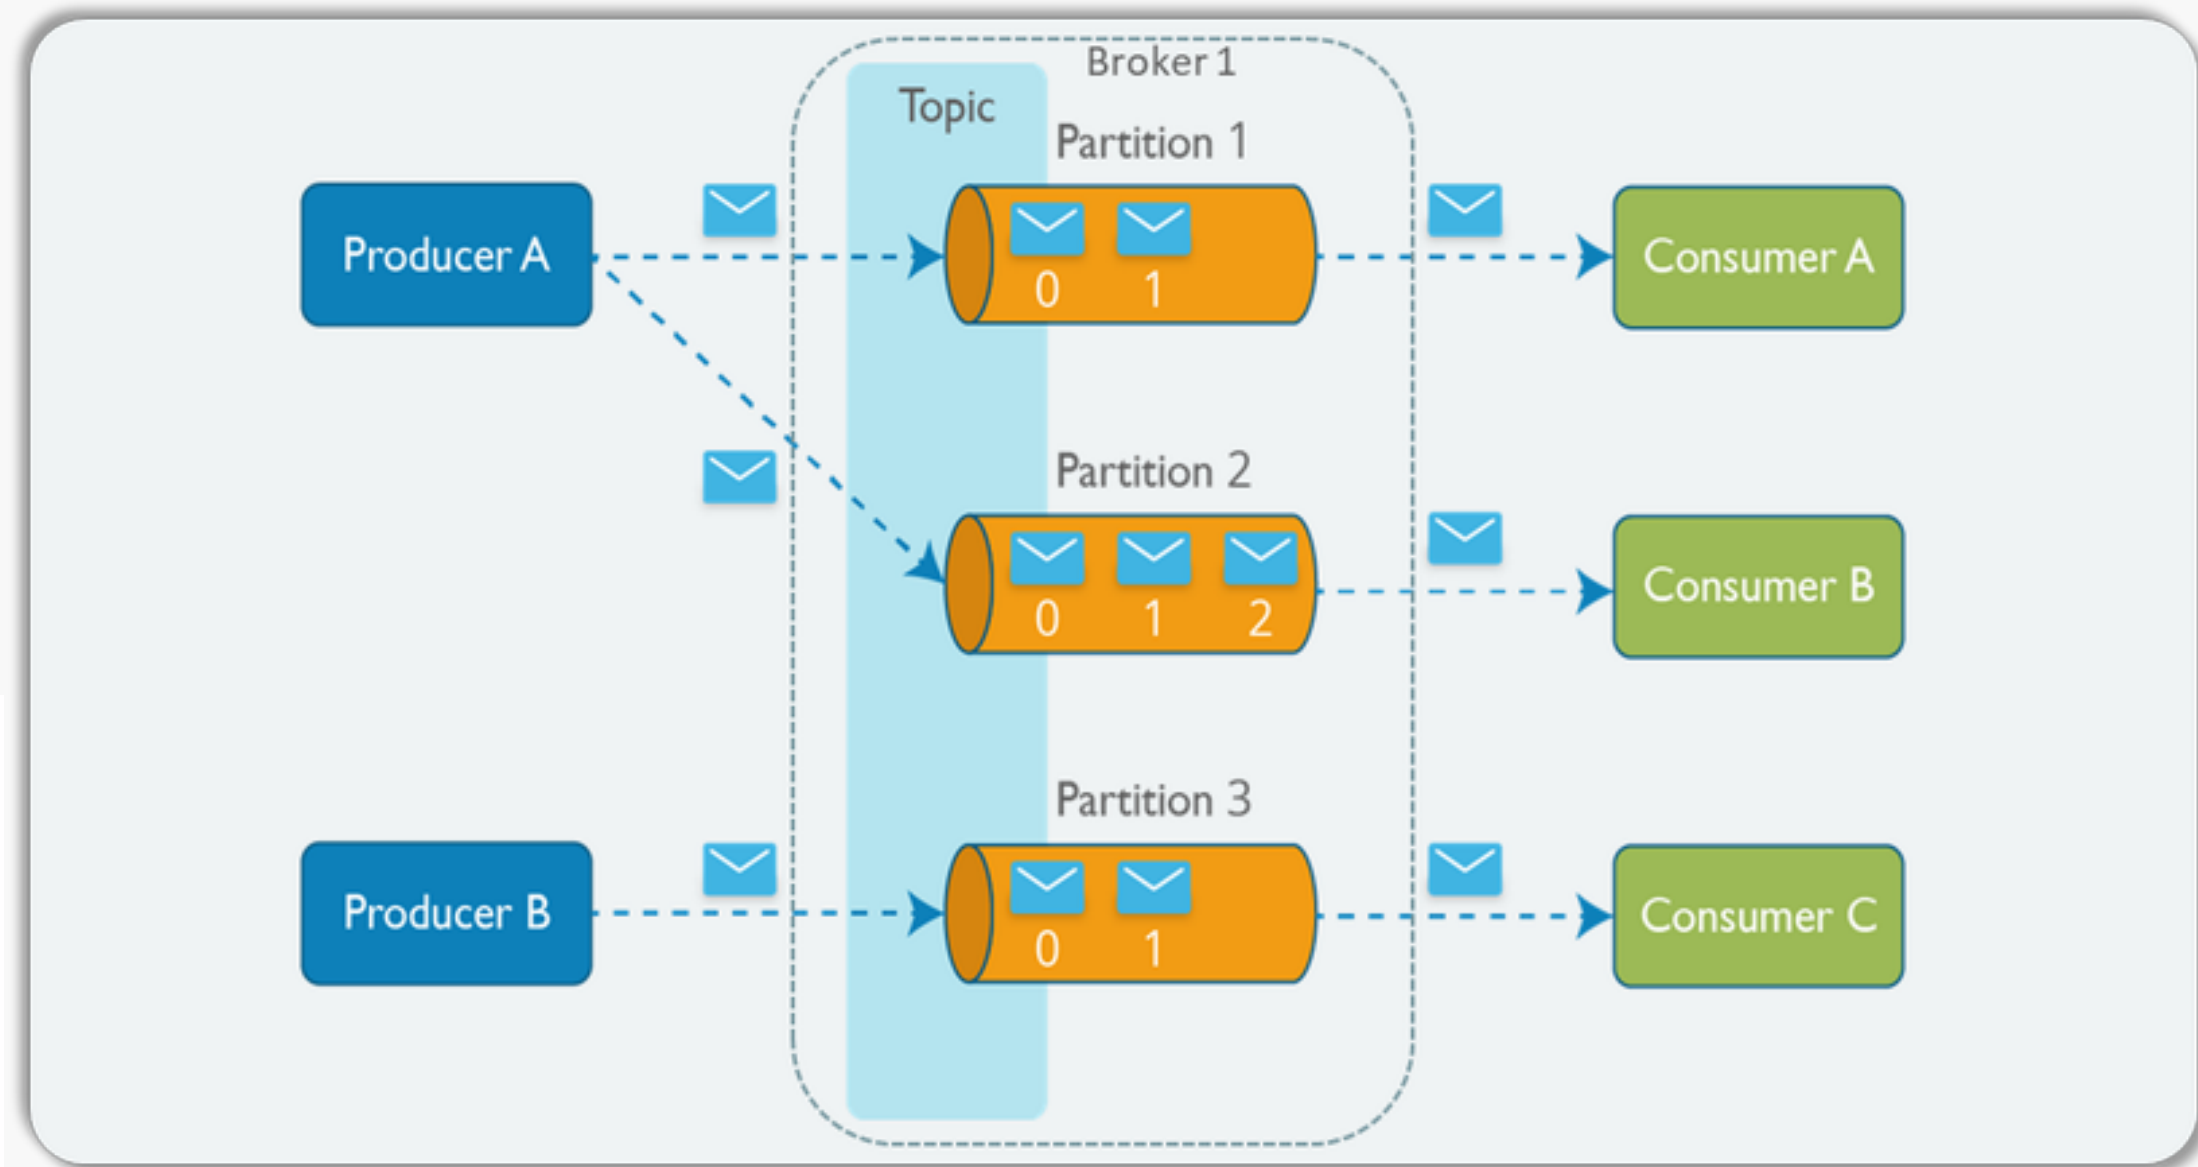 Broker 1
Topic
Partition 1
Producer A
0 1
Consumer A
Partition 2
0 1 2
Consumer B
Partition 3
Producer B
0 1
Consumer C